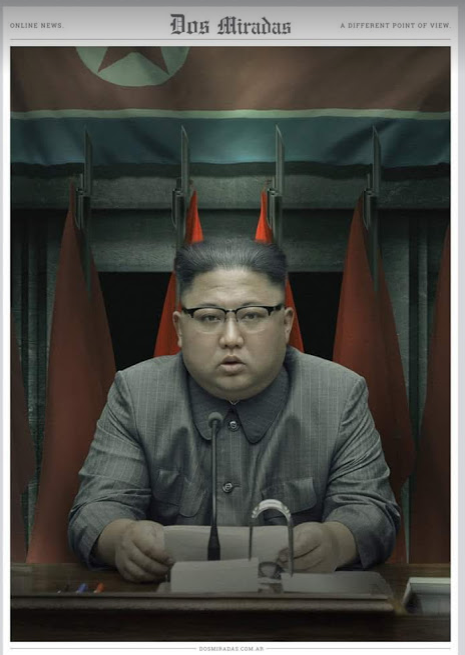 ONLINE NEWS.
Dos Miradas
A DIFFERENT POINT OF VIEW.
DOSMIRADAS.COM.AR